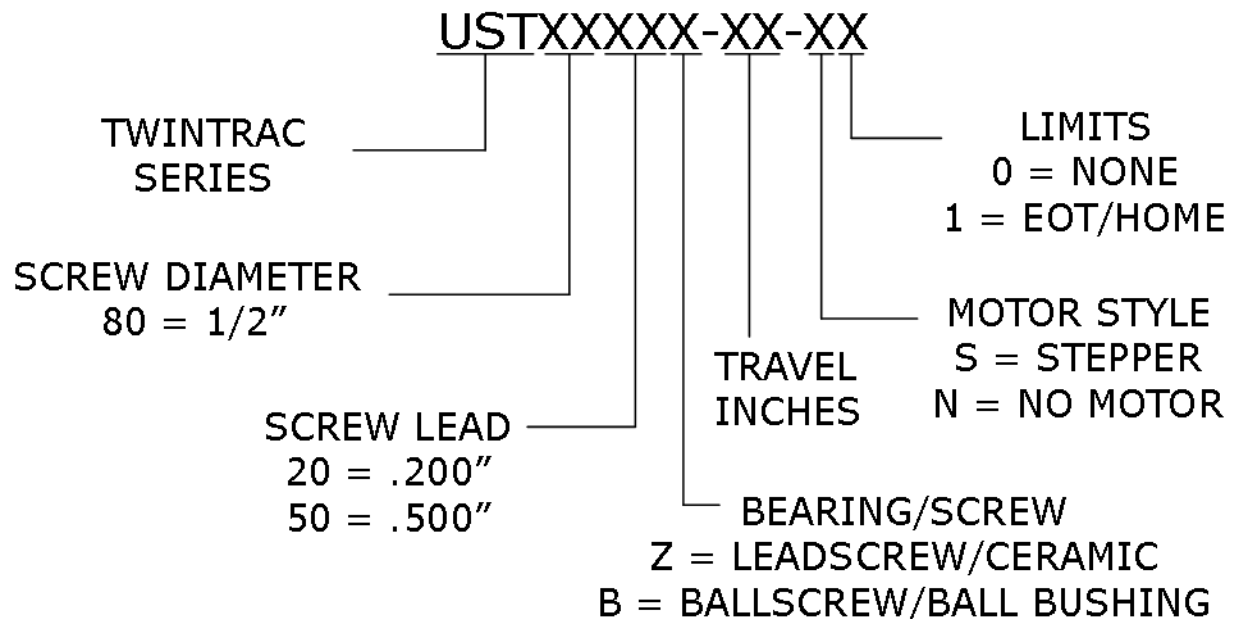 USTXXXXX-XX-XX
TWINTRAC
SERIES
LIMITS
0 = NONE
1 = EOT/HOME
SCREW DIAMETER
80 = 1/2"
MOTOR STYLE
S = STEPPER
N = NO MOTOR
TRAVEL
INCHES
SCREW LEAD
20 = .200"
50 = .500"
BEARING/SCREW
Z = LEADSCREW/CERAMIC
B = BALLSCREW/BALL BUSHING